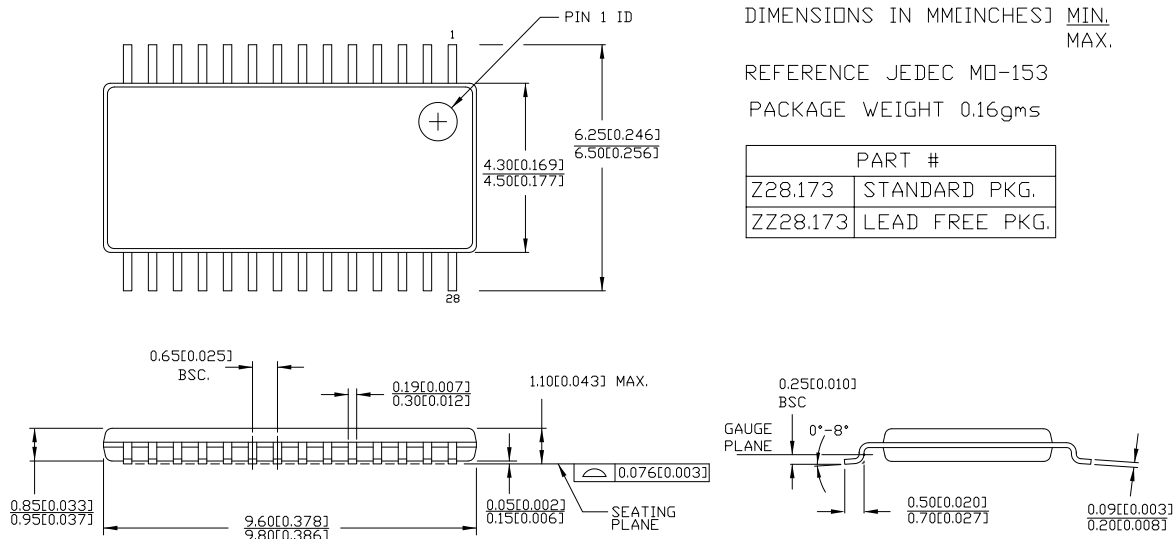 PIN 1 ID
DIMENSIONS IN MM[INCHES] MIN.
MAX.
REFERENCE JEDEC MO-153
PACKAGE WEIGHT 0.16gms
PART #
Z28.173 STANDARD PKG.
ZZ28.173 LEAD FREE PKG.
1
6.25[0.246]
6.50[0.256]
4.30[0.169]
4.50[0.177]
28
0.65[0.025]
BSC.
0.19[0.007]
0.30[0.012]
1.10[0.043] MAX.
0.076[0.003]
0.85[0.033]
0.95[0.037]
9.60[0.378]
9.80[0.386]
0.05[0.002]
0.15[0.006]
SEATING
PLANE
0.25[0.010]
BSC
GAUGE
PLANE
0°-8°
0.50[0.020]
0.70[0.027]
0.09[[0.003]
0.20[0.008]